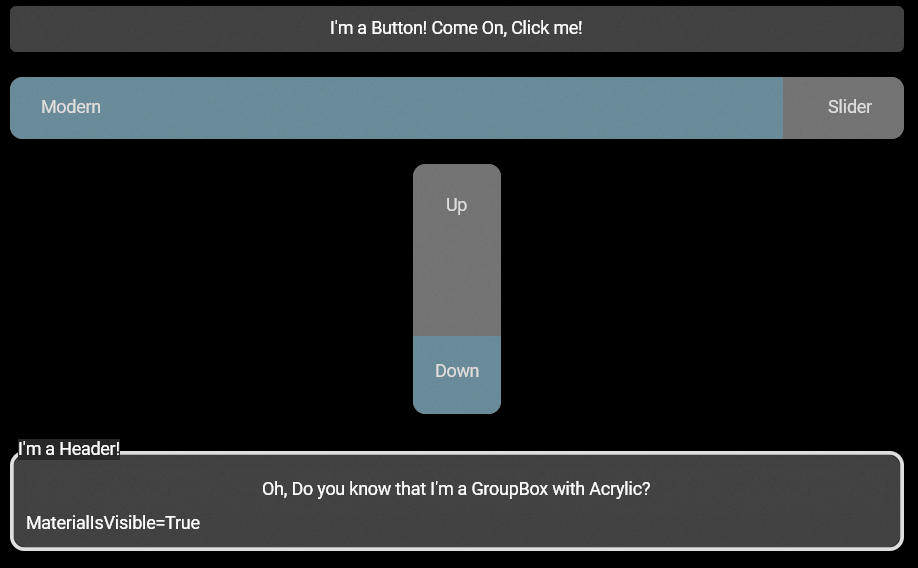 I'm a Button! Come On, Click me!
Modern Slider
Up
Down
I'm a Header!
Oh, Do you know that I'm a GroupBox with Acrylic?
MaterialIsVisible=True